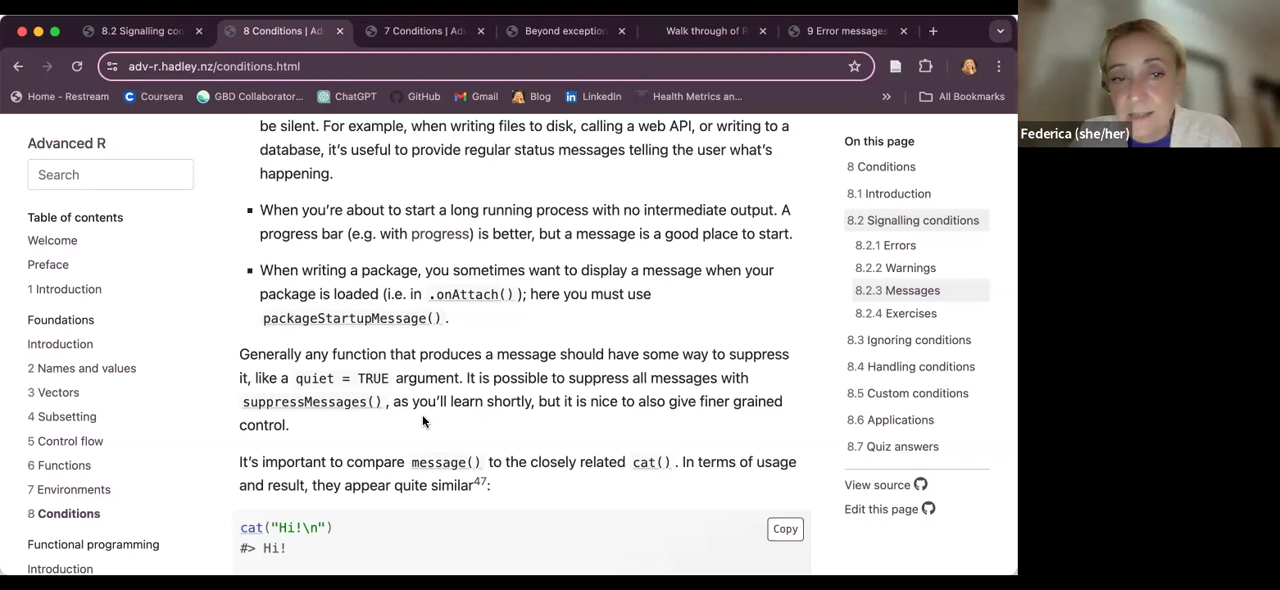 8.2 Signalling con
8 Conditions | Ad
7 Conditions | Adv
Beyond exception
Walk through of R
9 Error messages
adv-r.hadley.nz/conditions.html
Home - Restream
Coursera
GBD Collaborator...
ChatGPT
GitHub
Gmail
Blog
LinkedIn
Health Metrics an...
»
All Bookmarks
Federica (she/her)
Advanced R
Search
Table of contents
Welcome
Preface
1 Introduction
Foundations
Introduction
2 Names and values
3 Vectors
4 Subsetting
5 Control flow
6 Functions
7 Environments
8 Conditions
Functional programming
Introduction
be silent. For example, when writing files to disk, calling a web API, or writing to a
database, it's useful to provide regular status messages telling the user what's
happening.
When you're about to start a long running process with no intermediate output. A
progress bar (e.g. with progress) is better, but a message is a good place to start.
When writing a package, you sometimes want to display a message when your
package is loaded (i.e. in .onAttach()); here you must use
packageStartupMessage().
Generally any function that produces a message should have some way to suppress
it, like a quiet = TRUE argument. It is possible to suppress all messages with
suppressMessages(), as you'll learn shortly, but it is nice to also give finer grained
control.
It's important to compare message() to the closely related cat(). In terms of usage
and result, they appear quite similar47:
cat("Hi!\n")
#> Hi!
Copy
On this page
8 Conditions
8.1 Introduction
8.2 Signalling conditions
8.2.1 Errors
8.2.2 Warnings
8.2.3 Messages
8.2.4 Exercises
8.3 Ignoring conditions
8.4 Handling conditions
8.5 Custom conditions
8.6 Applications
8.7 Quiz answers
View source
Edit this page